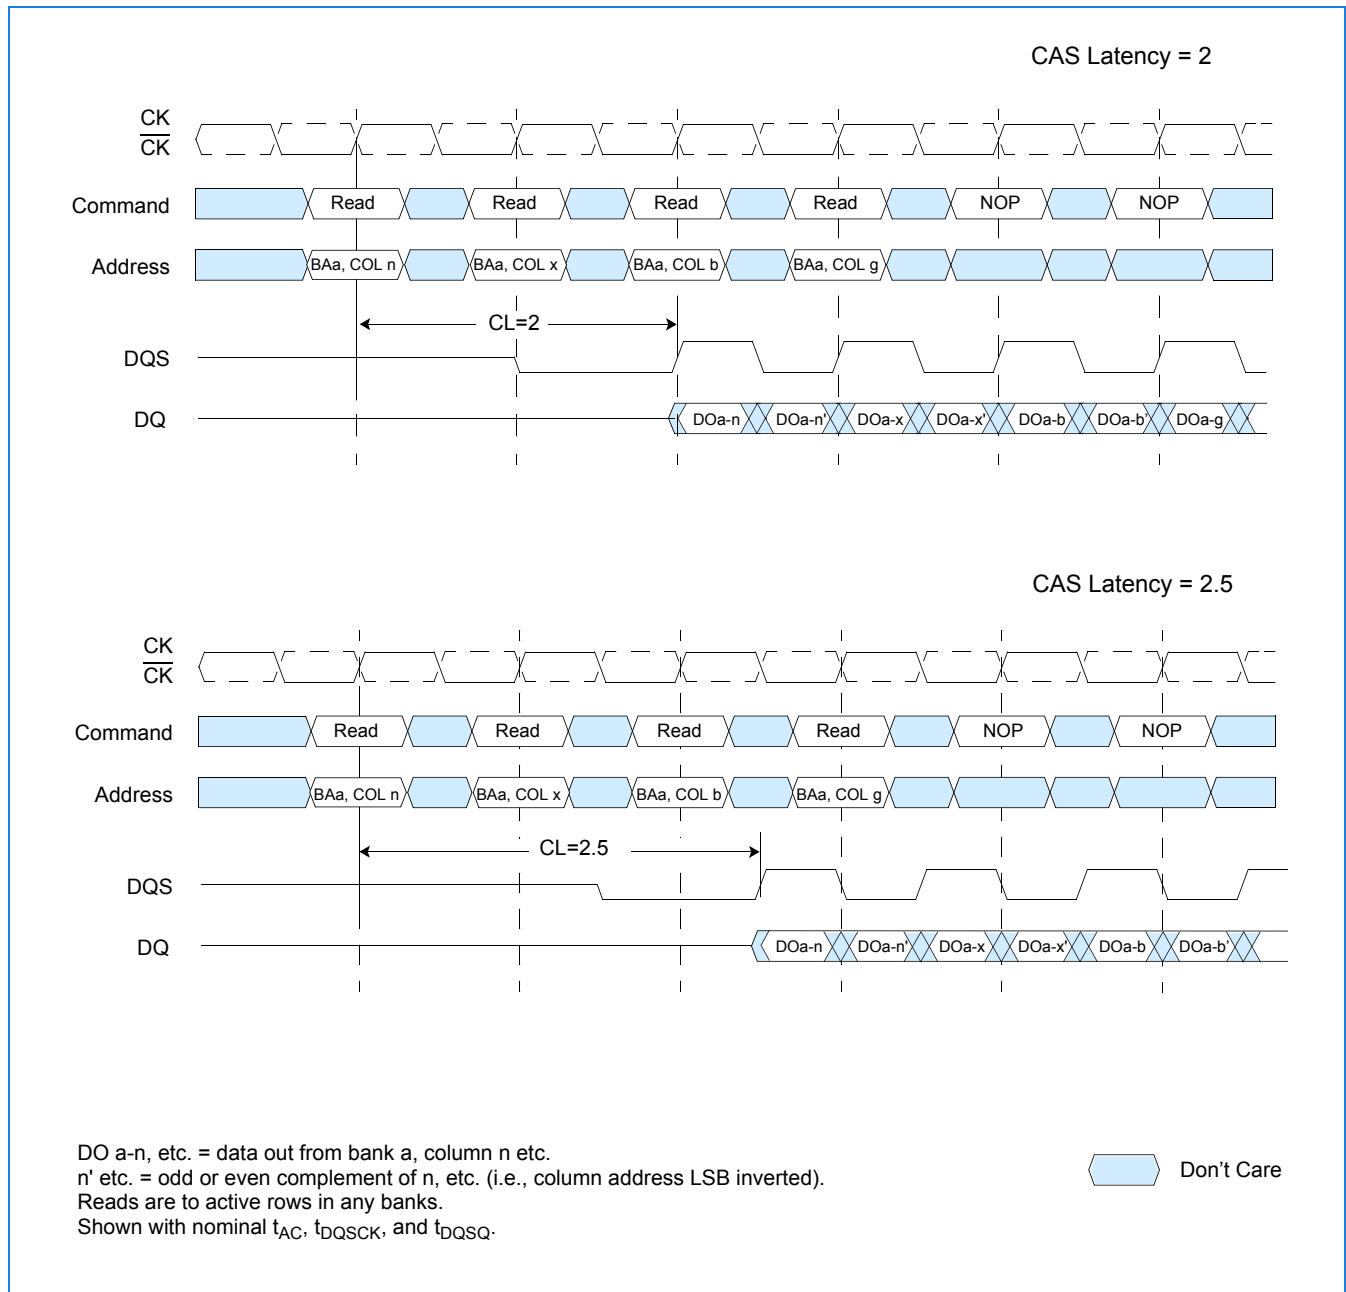 CAS Latency = 2
CK
CK
Command
Read Read Read Read NOP NOP
Address
BAa, COL n BAa, COL x BAa, COL b BAa, COL g
CL=2
DQS
DQ
DOa-n DOa-n' DOa-x DOa-x' DOa-b DOa-b’ DOa-g
CAS Latency = 2.5
CK
CK
Command
Read Read Read Read NOP NOP
Address
BAa, COL n BAa, COL x BAa, COL b BAa, COL g
CL=2.5
DQS
DQ
DOa-n DOa-n' DOa-x DOa-x' DOa-b DOa-b’
DO a-n, etc. = data out from bank a, column n etc.
n' etc. = odd or even complement of n, etc. (i.e., column address LSB inverted).
Reads are to active rows in any banks.
Shown with nominal tAC, tDQSCK, and tDQSQ.
Don’t Care